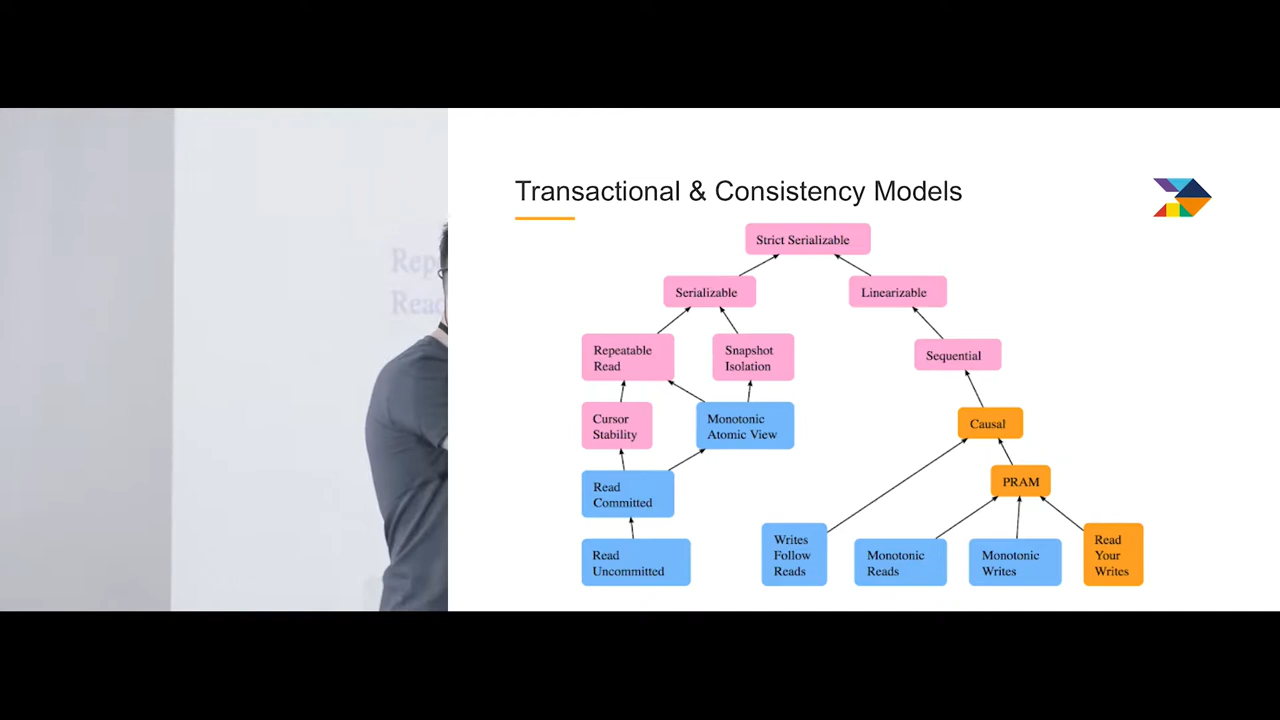 Transactional & Consistency Models
Strict Serializable
Serializable
Linearizable
Repeatable
Read
Snapshot
Isolation
Sequential
Cursor
Stability
Monotonic
Atomic View
Causal
Read
Committed
PRAM
Read
Uncommitted
Writes
Follow
Reads
Monotonic
Reads
Monotonic
Writes
Read
Your
Writes